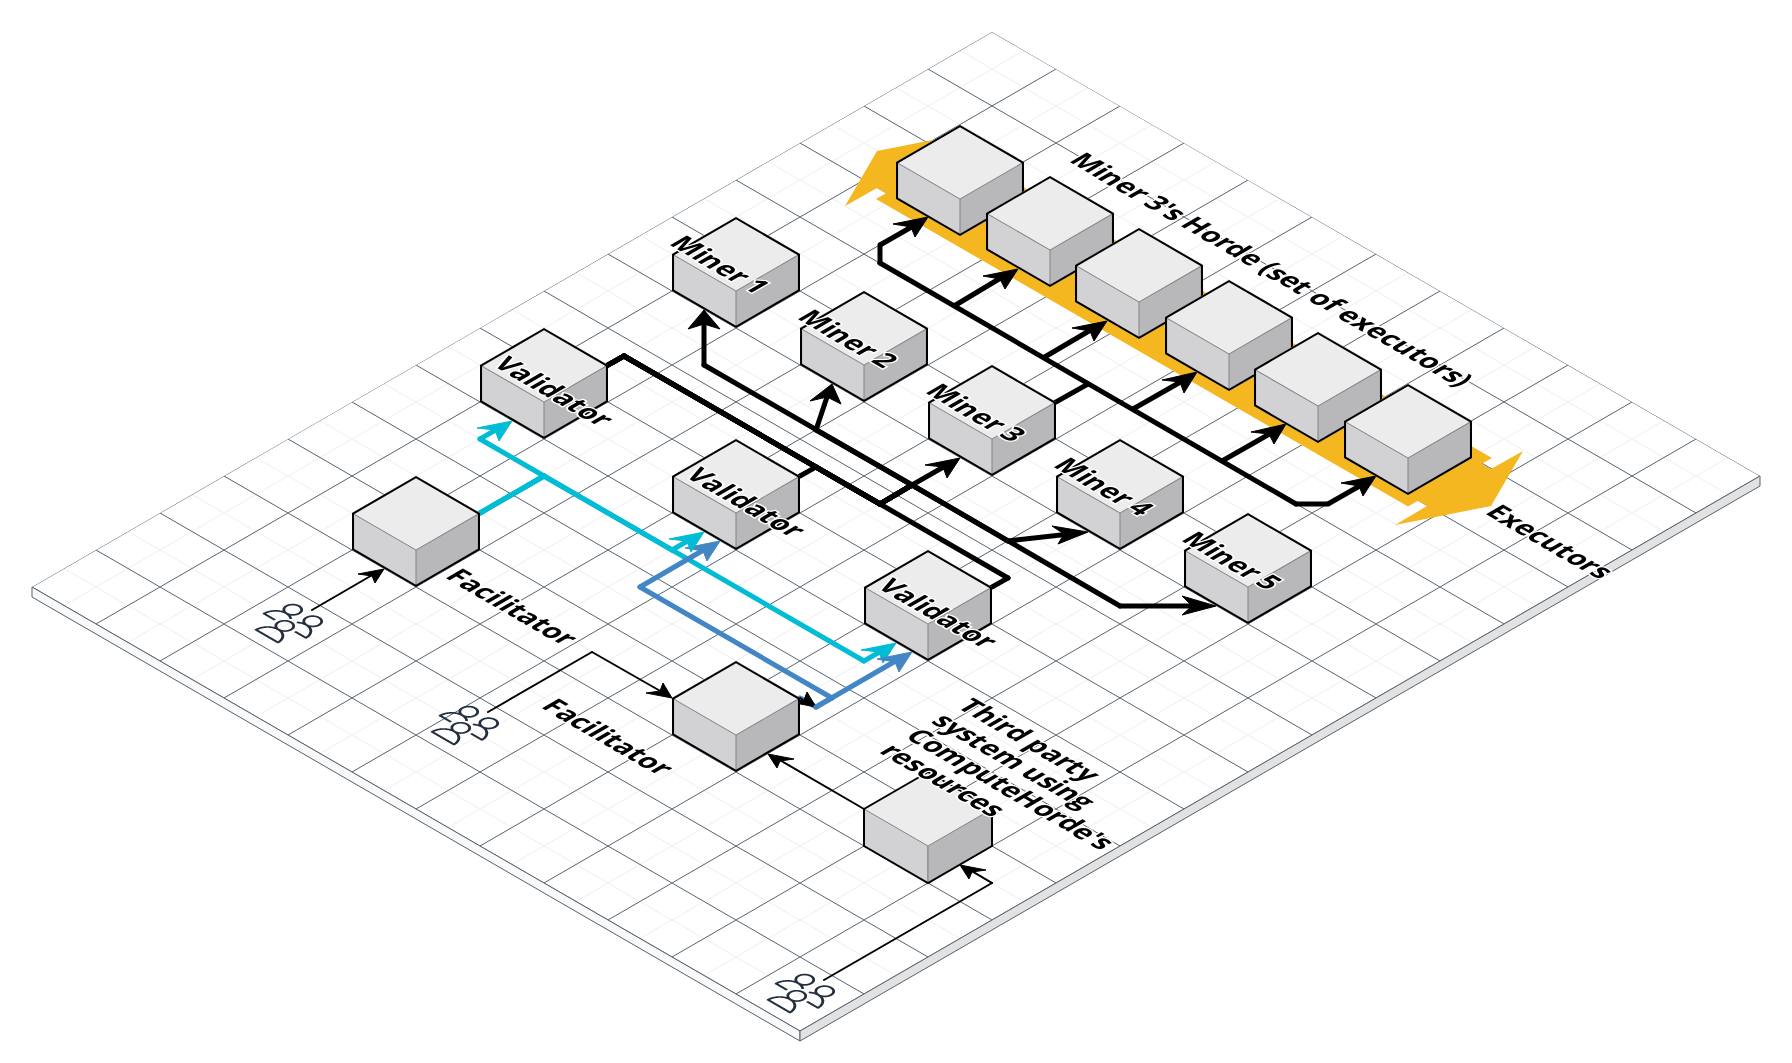 Miner 3's Horde (set of executors)
Miner 1
Miner 2
Validator
Miner 3
Validator
Miner 4
Executors
Miner 5
Facilitator
Validator
Facilitator
Third party
system using
ComputeHorde's
resources